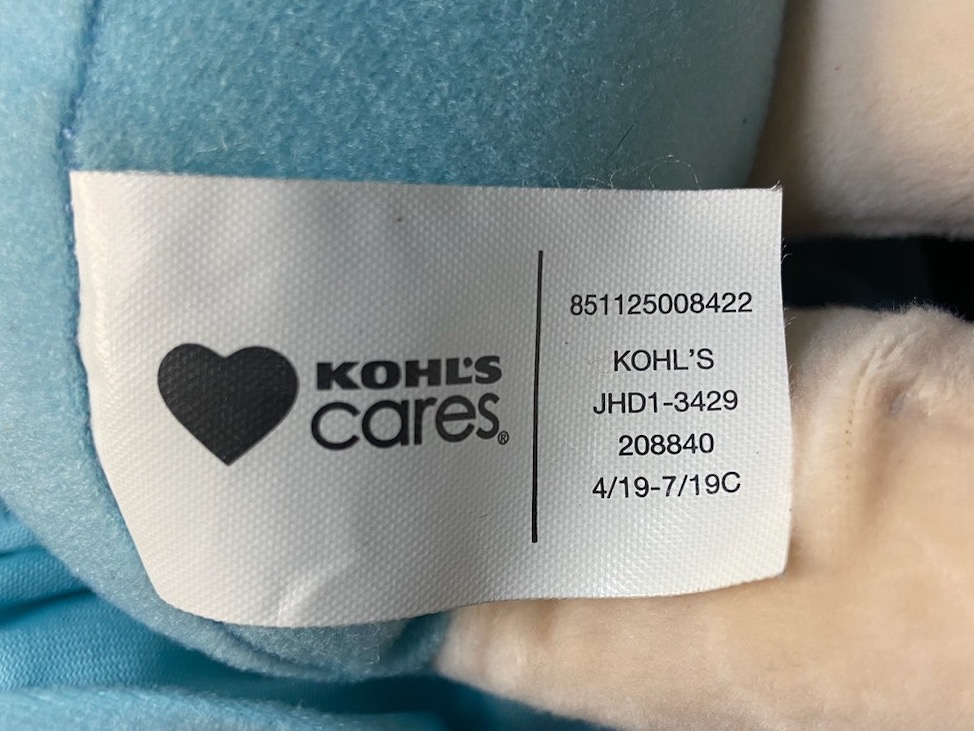 KOHL'S
cares®
851125008422
KOHL'S
JHD1-3429
208840
4/19-7/19C